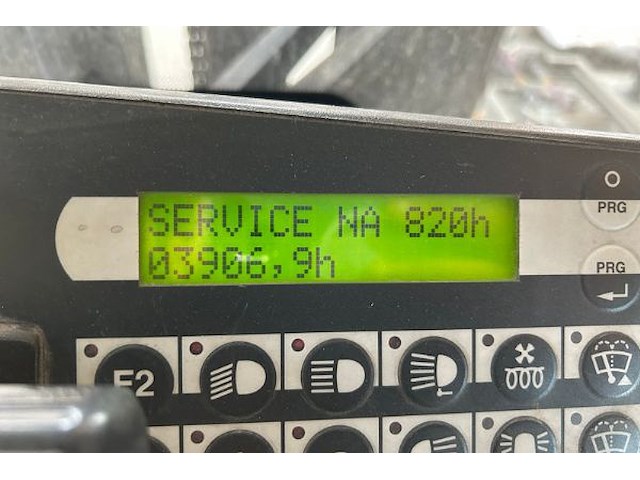 SERVICE NA 820h
03906,9h
PRG
PRG
F2